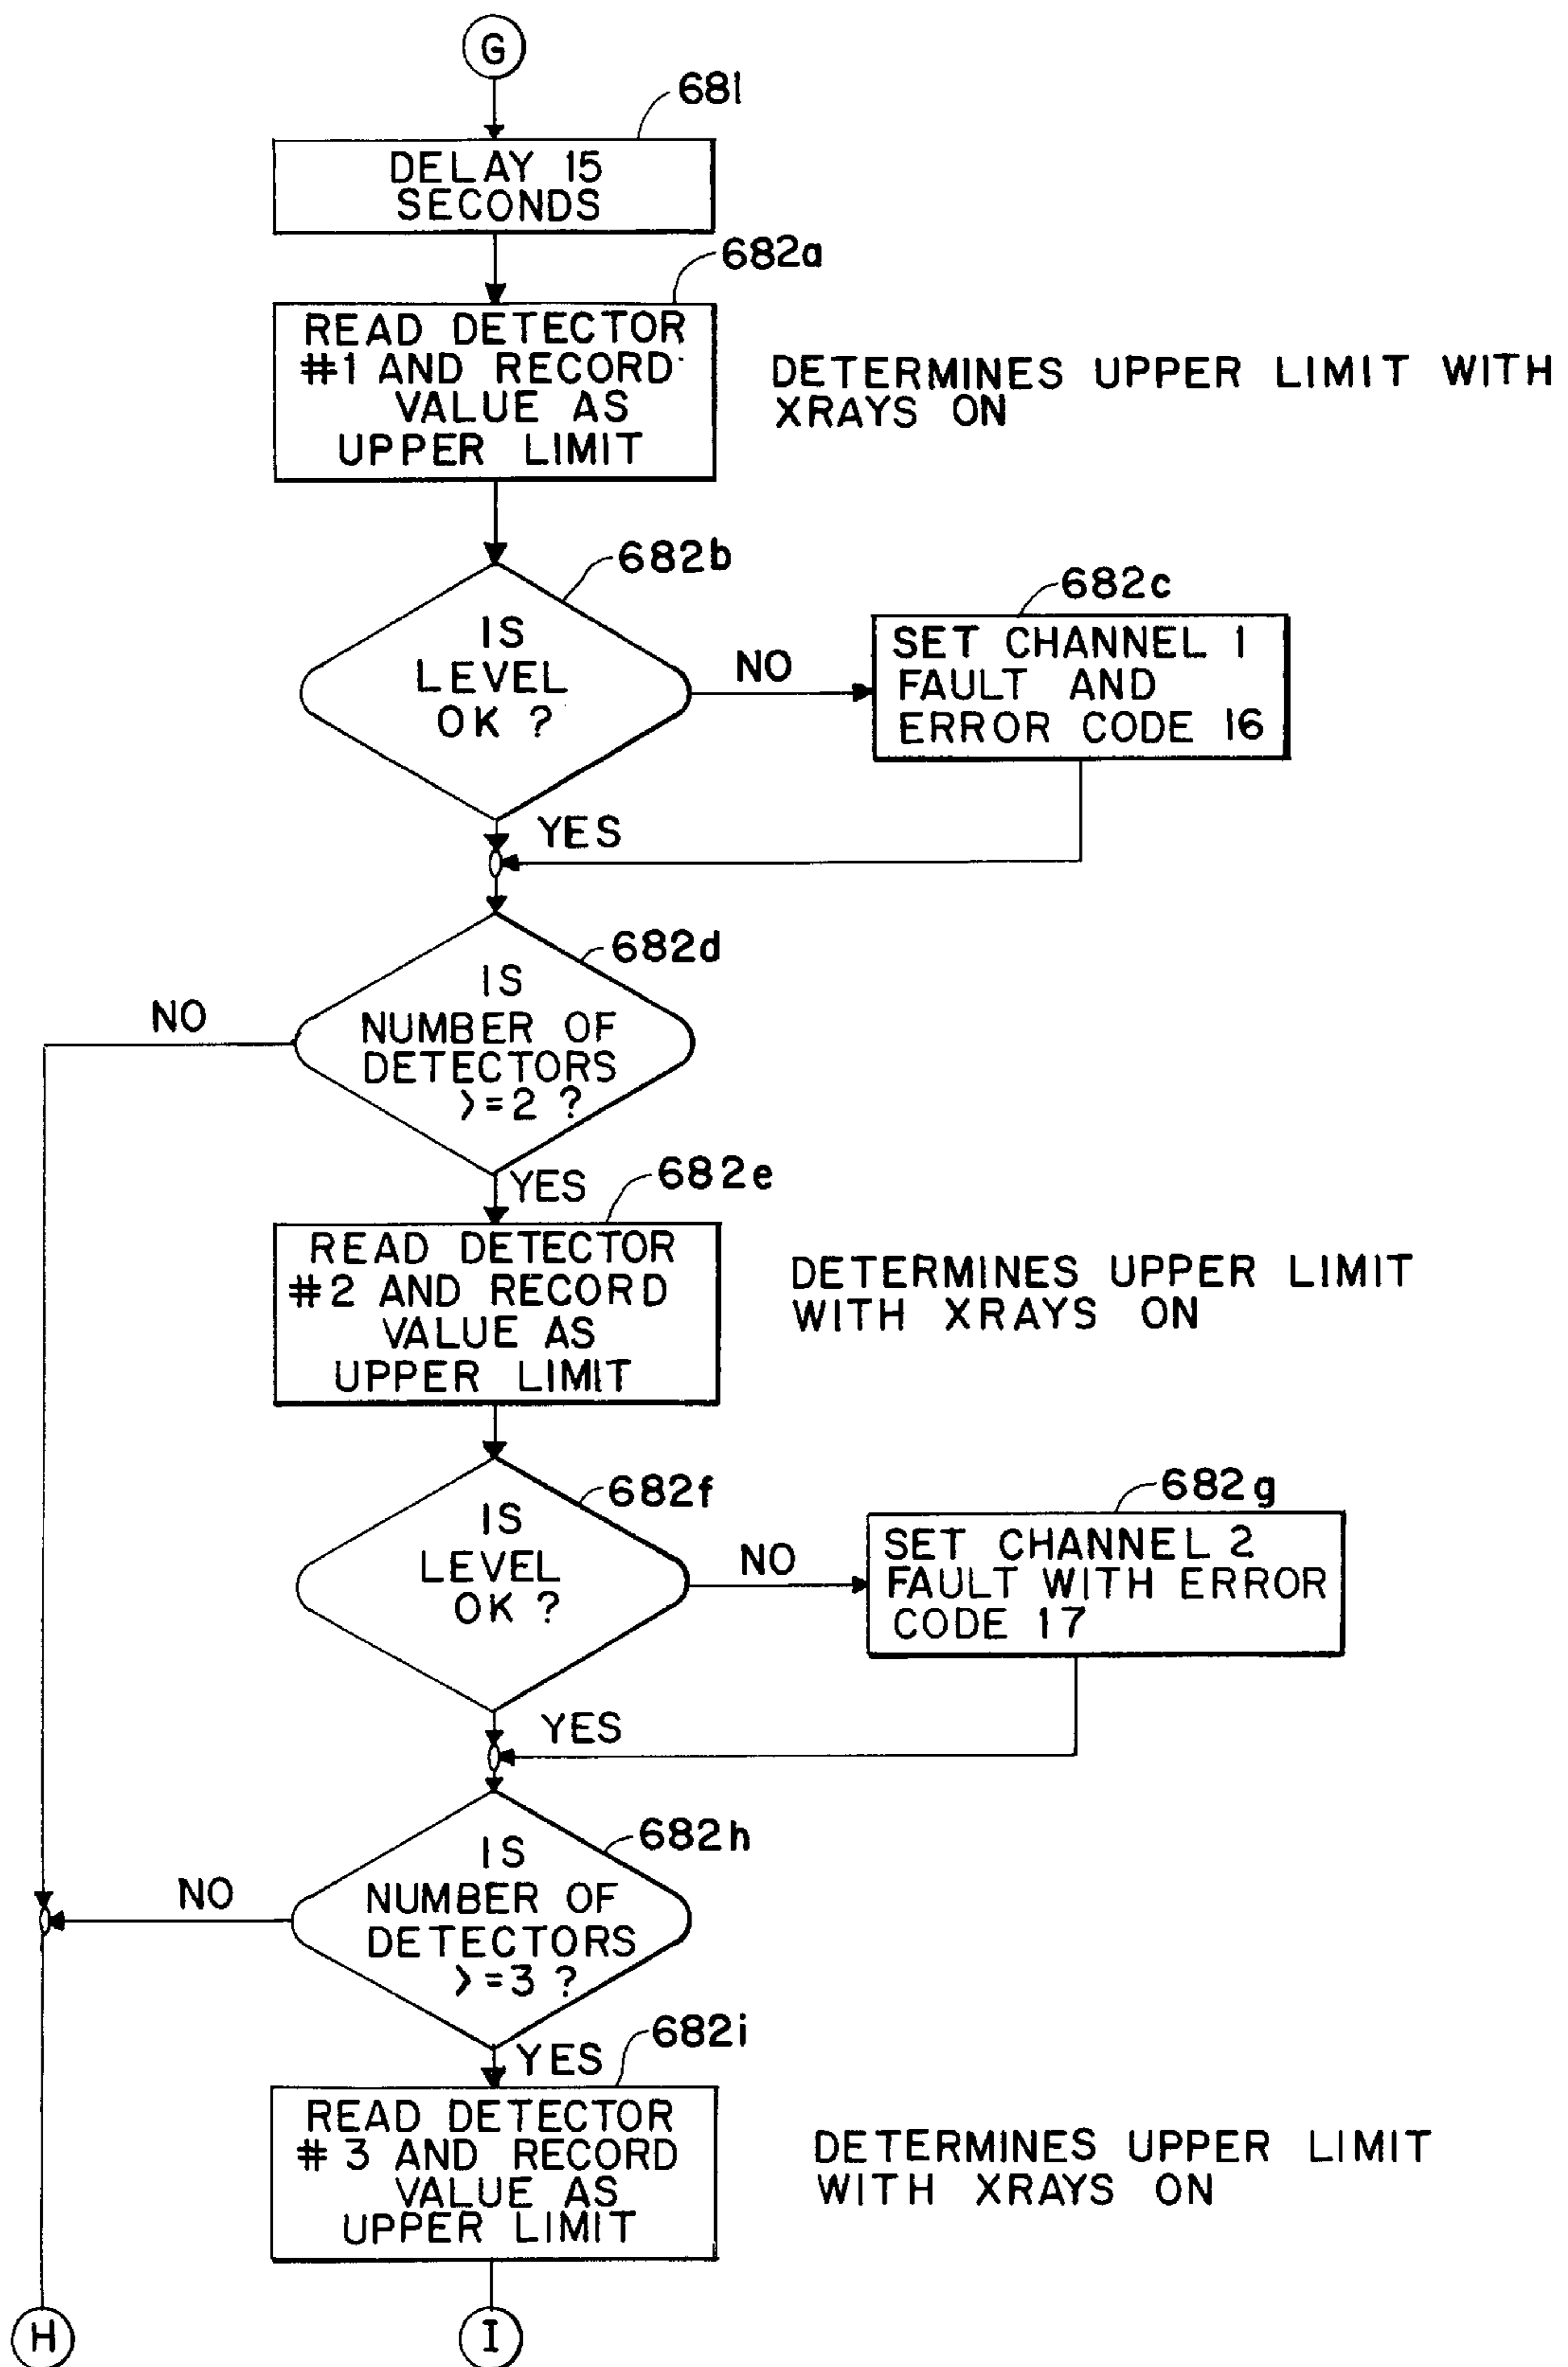 G
681
DELAY 15
SECONDS
682a
READ DETECTOR
#1 AND RECORD
VALUE AS
UPPER LIMIT
DETERMINES UPPER LIMIT WITH
XRAYS ON
682b
IS
LEVEL
OK ?
NO
682c
SET CHANNEL 1
FAULT AND
ERROR CODE 16
YES
682d
IS
NUMBER OF
DETECTORS
>=2 ?
NO
YES
682e
READ DETECTOR
#2 AND RECORD
VALUE AS
UPPER LIMIT
DETERMINES UPPER LIMIT
WITH XRAYS ON
682f
IS
LEVEL
OK ?
NO
682g
SET CHANNEL 2
FAULT WITH ERROR
CODE 17
YES
682h
IS
NUMBER OF
DETECTORS
>=3 ?
NO
YES
682i
READ DETECTOR
# 3 AND RECORD
VALUE AS
UPPER LIMIT
DETERMINES UPPER LIMIT
WITH XRAYS ON
H
I